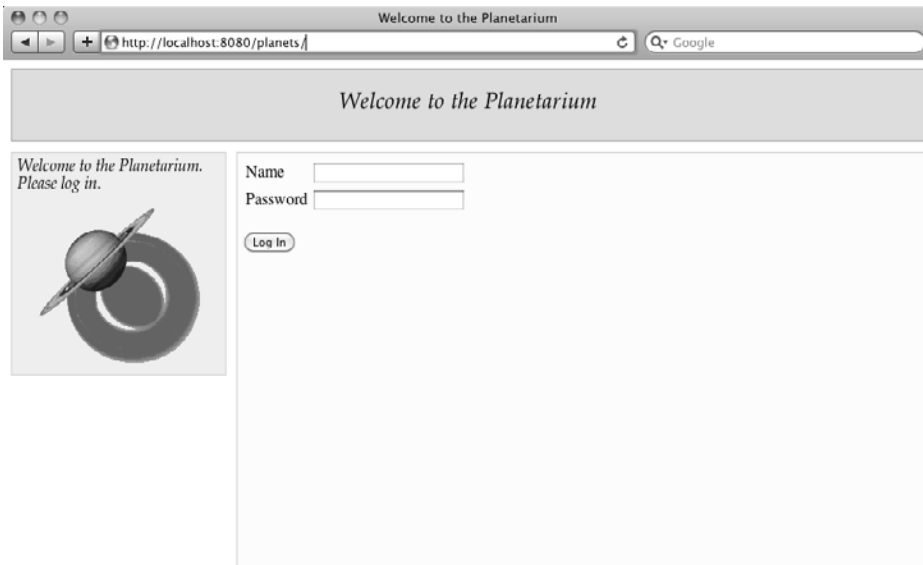 Welcome to the Planetarium
http://localhost:8080/planets/
Google
Welcome to the Planetarium
Welcome to the Planetarium.
Please log in.
Name
Password
Log In